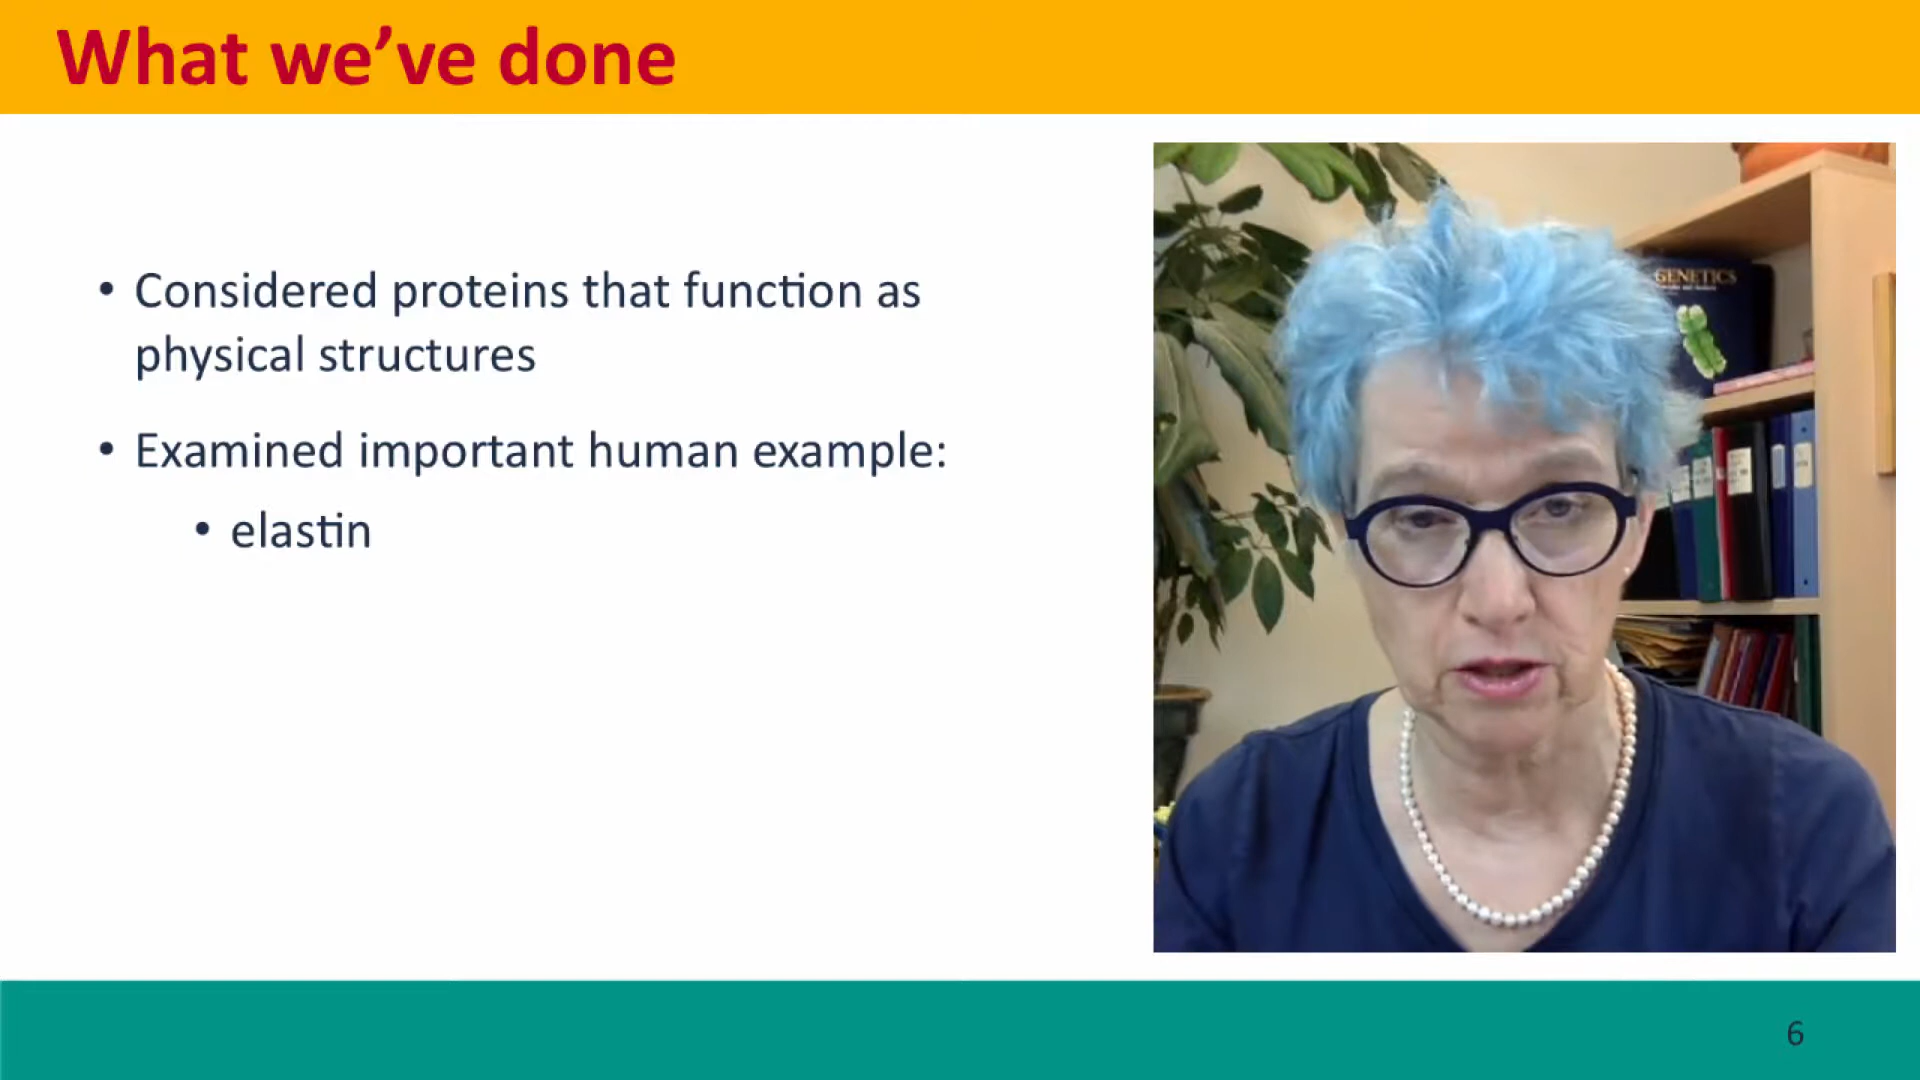 What we’ve done
• Considered proteins that function as
physical structures
• Examined important human example:
• elastin
GENETICS
6